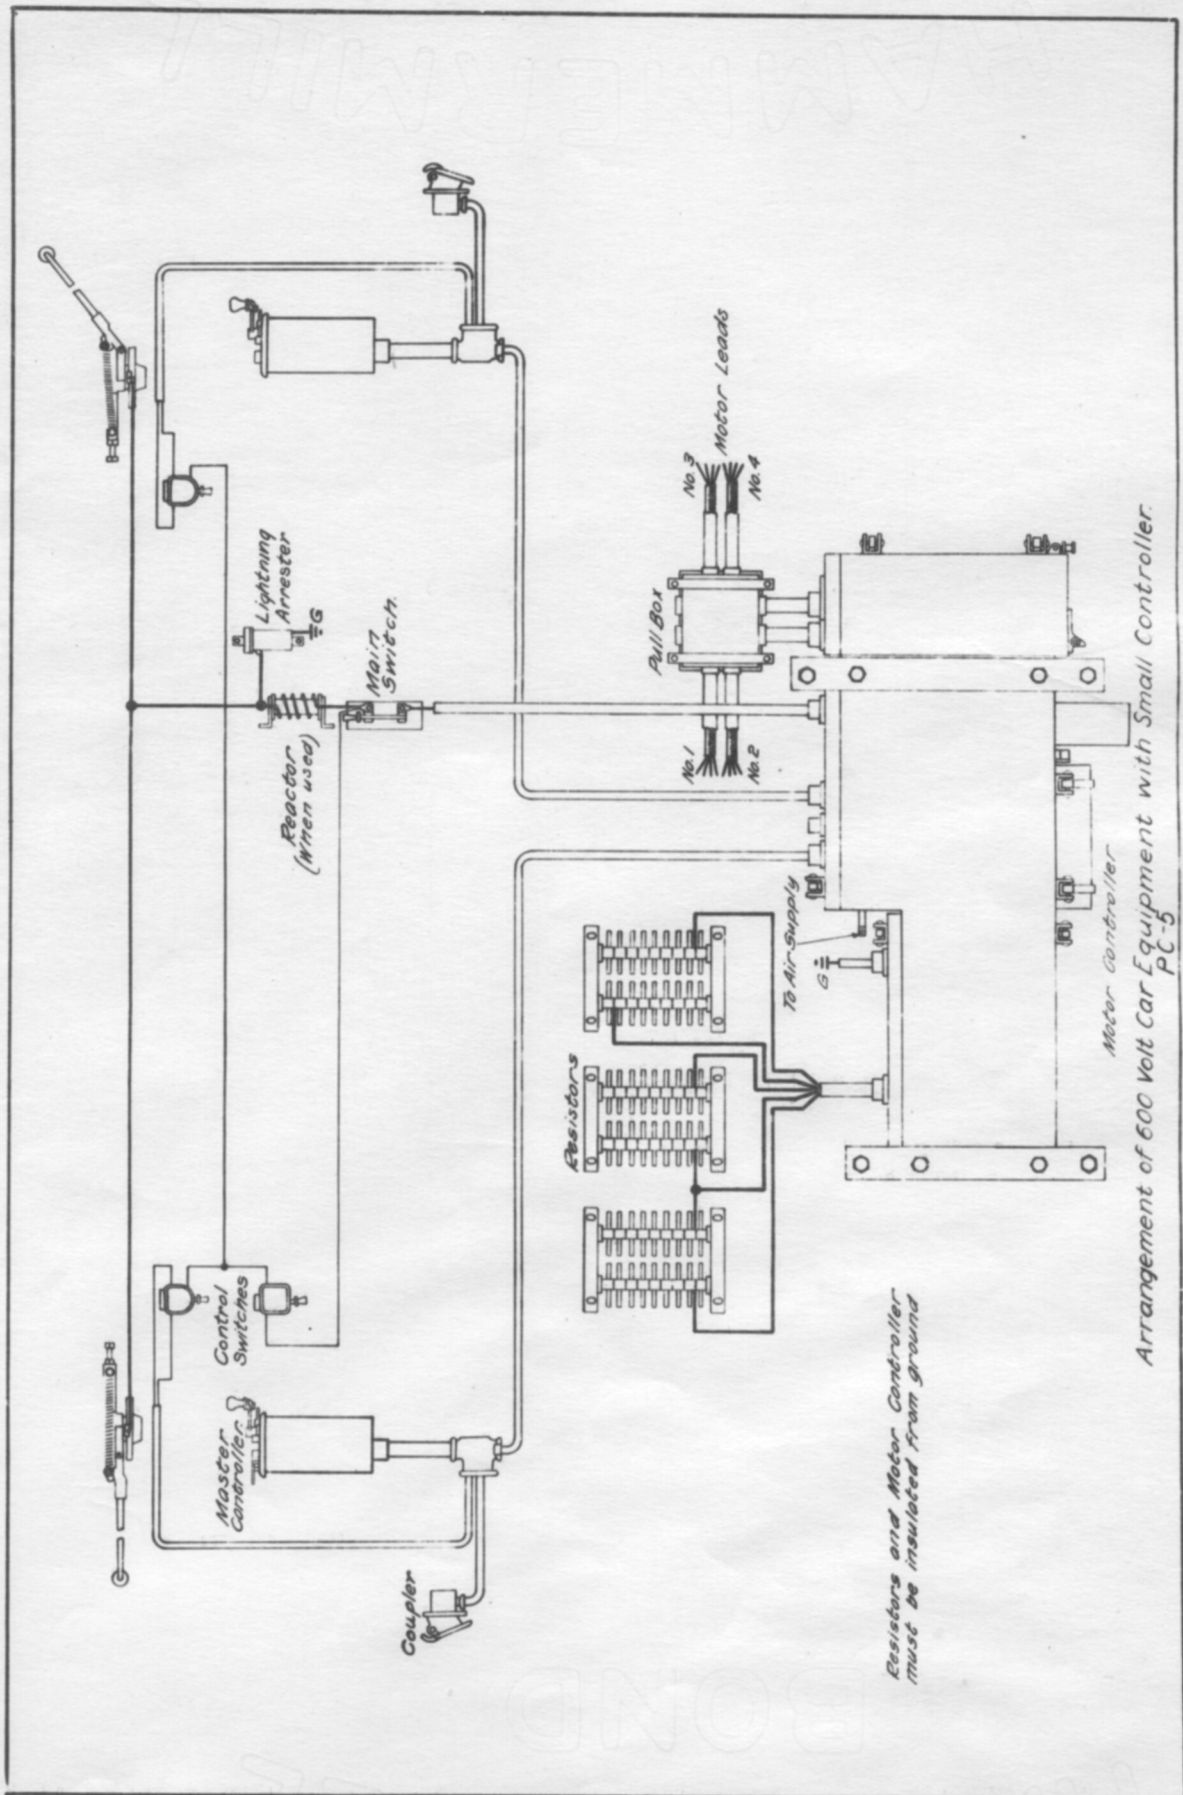 Coupler
Master
Controller.
Control
Switches
Reactor
(When used)
Lightning
Arrester
G
Main
Switch.
Resistors
To Air Supply
G
No.1
No.2
Pull Box
No.3
No.4
Motor Leads
Resistors and Motor Controller
must be insulated from ground
Motor Controller
Arrangement of 600 Volt Car Equipment with Small Controller.
PC-5
BOND